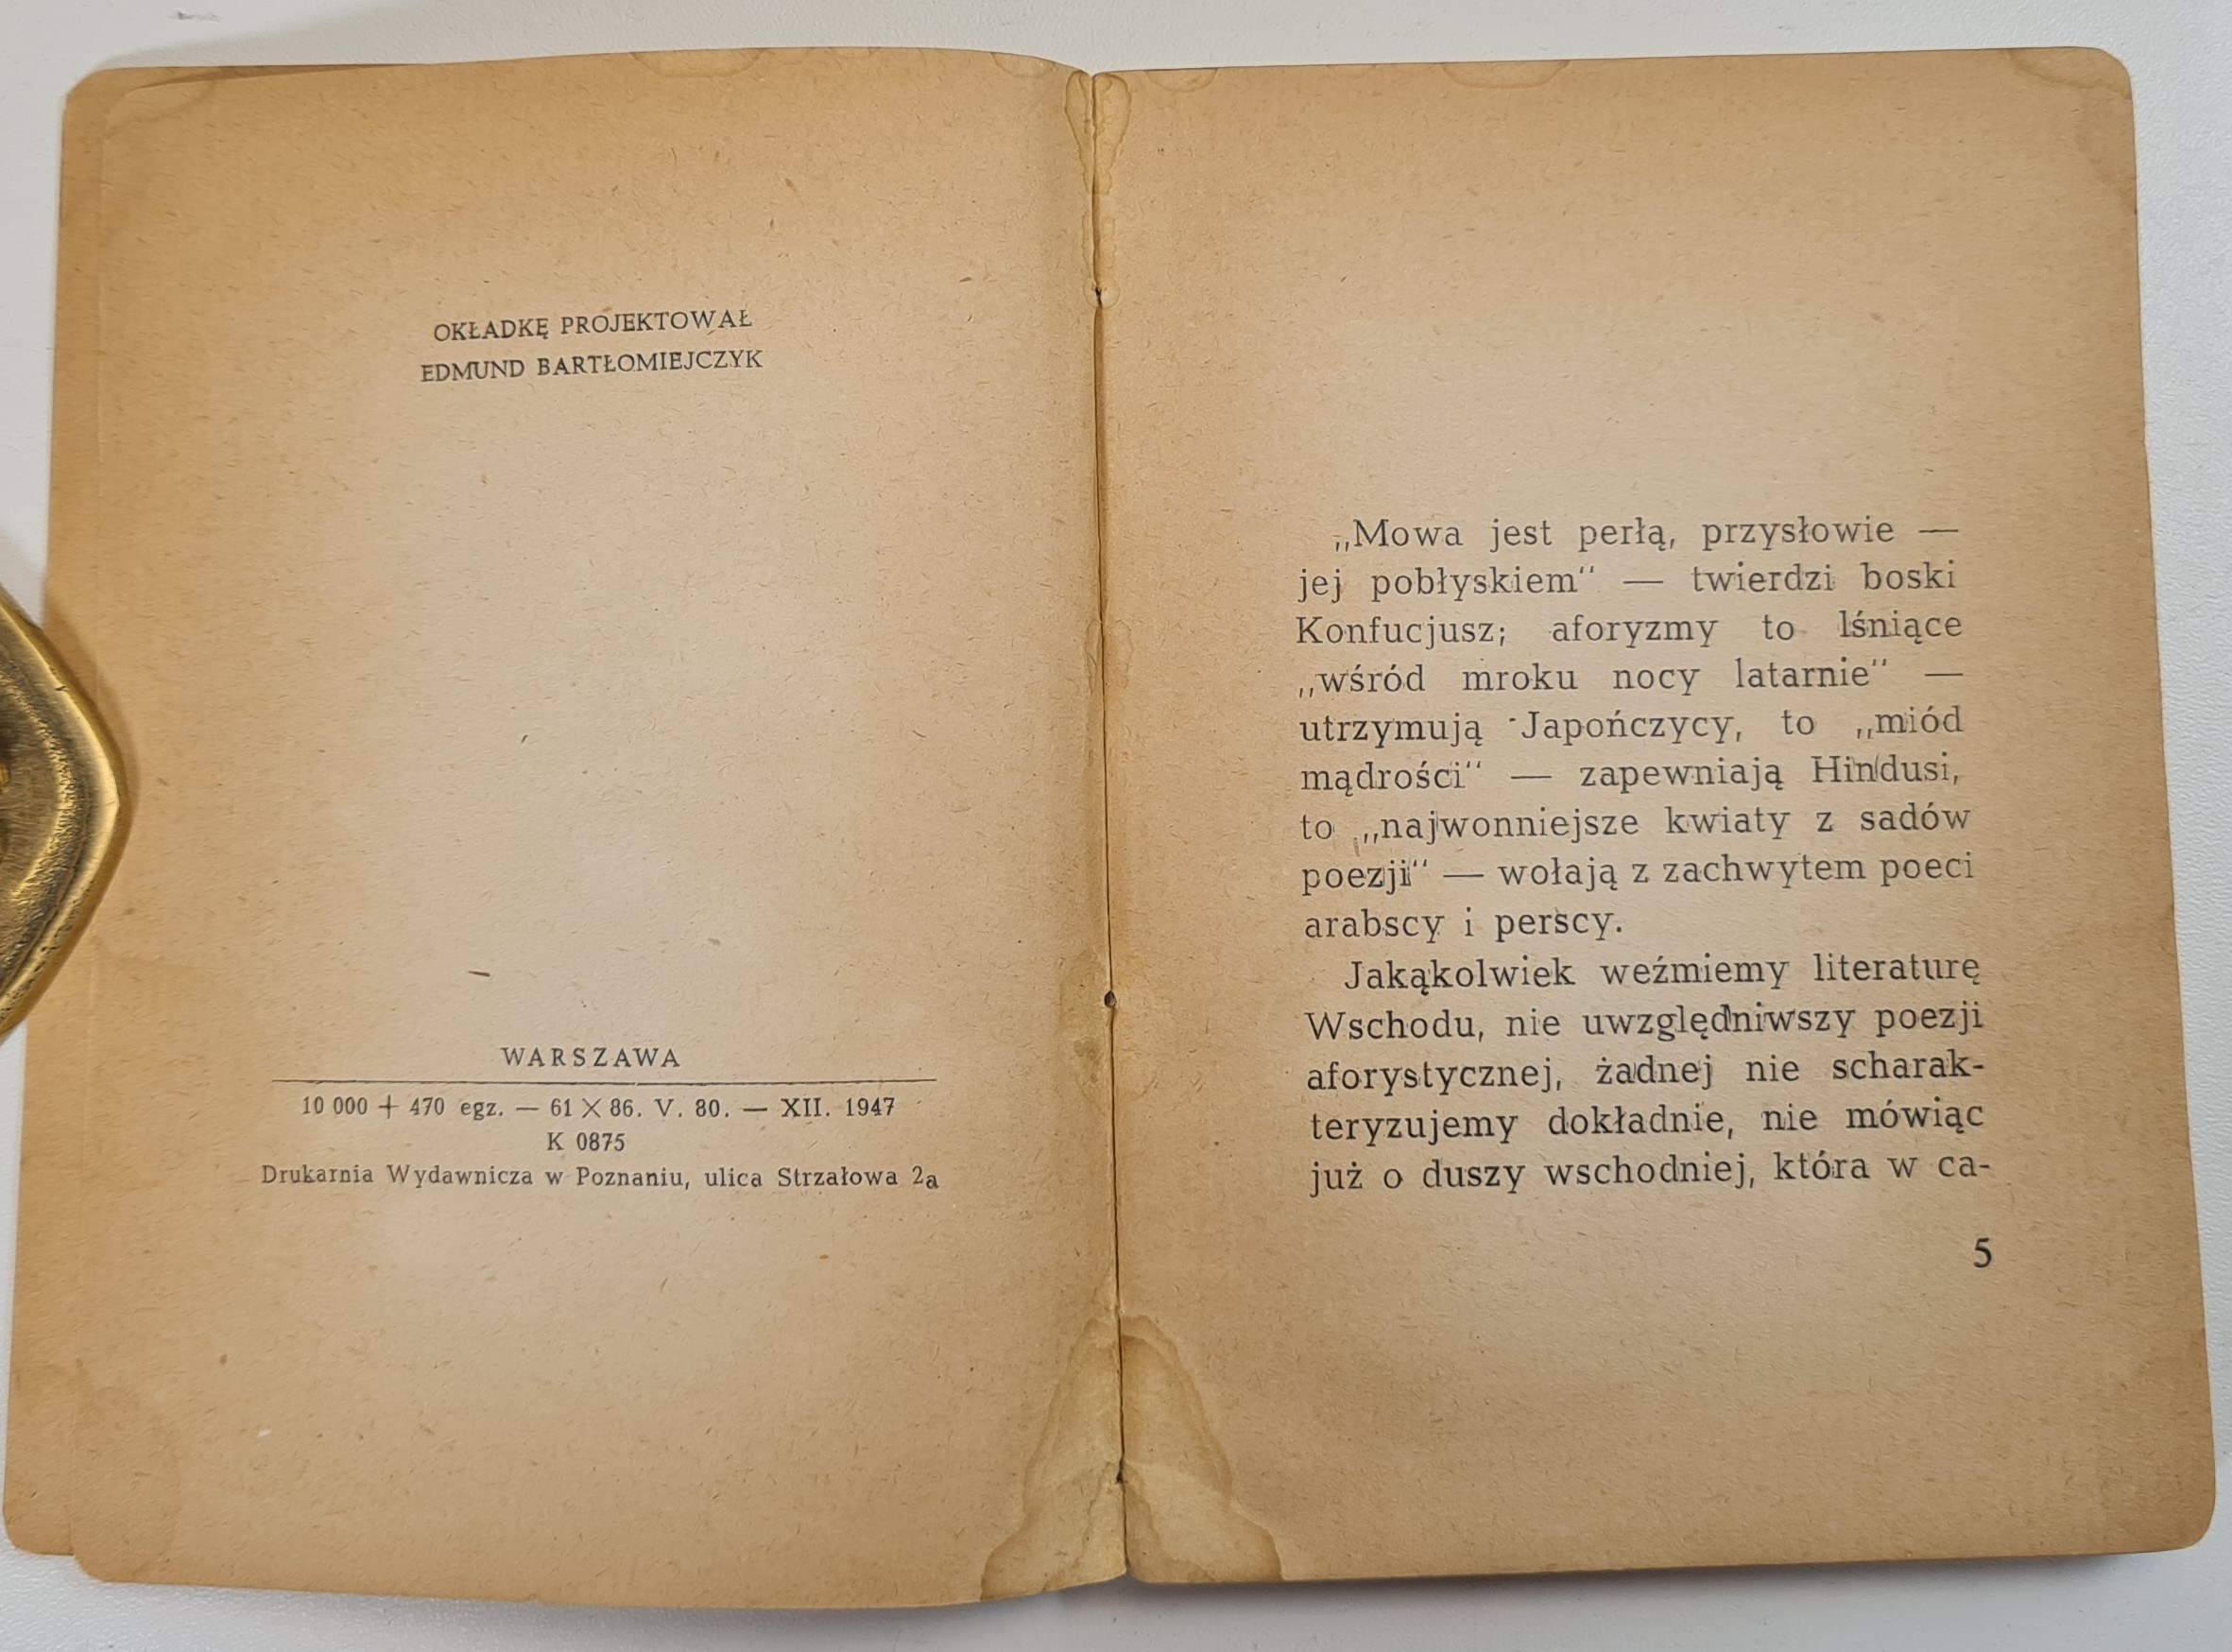 OKŁADKĘ PROJEKTOWAŁ
EDMUND BARTŁOMIEJCZYK
WARSZAWA
10 000 + 470 egz. — 61 × 86. V. 80. — XII. 1947
K 0875
Drukarnia Wydawnicza w Poznaniu, ulica Strzałowa 2a
„Mowa jest perłą, przysłowie —
jej pobłyskiem“ — twierdzi boski
Konfucjusz; aforyzmy to lśniące
„wśród mroku nocy latarnie“ —
utrzymują Japończycy, to „miód
mądrości“ — zapewniają Hindusi,
to „najwonniejsze kwiaty z sadów
poezji“ — wołają z zachwytem poeci
arabscy i perscy.
Jakąkolwiek weźmiemy literaturę
Wschodu, nie uwzględniwszy poezji
aforystycznej, żadnej nie scharak-
teryzujemy dokładnie, nie mówiąc
już o duszy wschodniej, która w ca-
5